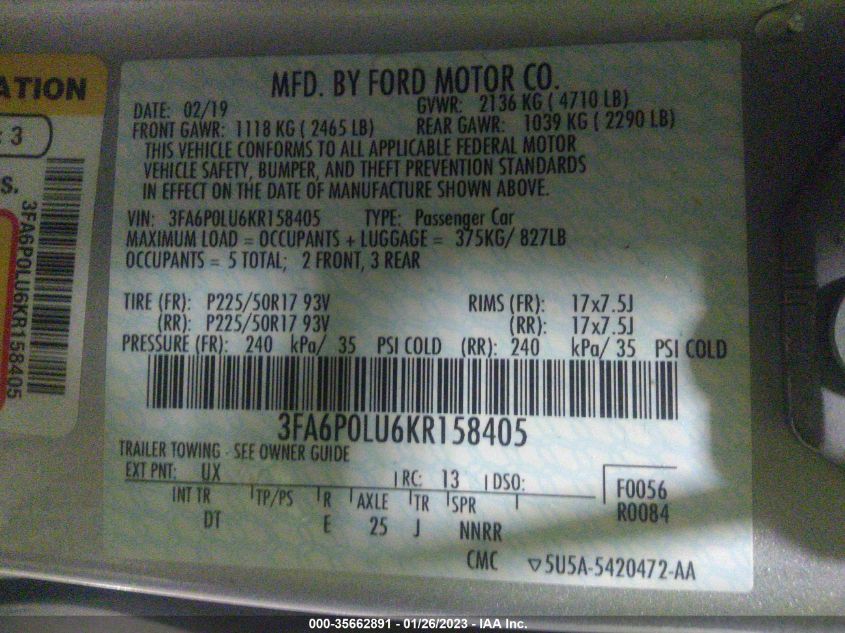 ATION
: 3
S.
3FA6P0LU6KR158405
MFD. BY FORD MOTOR CO.
DATE: 02/19 GVWR: 2136 KG ( 4710 LB)
FRONT GAWR: 1118 KG ( 2465 LB) REAR GAWR: 1039 KG ( 2290 LB)
THIS VEHICLE CONFORMS TO ALL APPLICABLE FEDERAL MOTOR
VEHICLE SAFETY, BUMPER, AND THEFT PREVENTION STANDARDS
IN EFFECT ON THE DATE OF MANUFACTURE SHOWN ABOVE.
VIN: 3FA6P0LU6KR158405 TYPE: Passenger Car
MAXIMUM LOAD = OCCUPANTS + LUGGAGE = 375KG/ 827LB
OCCUPANTS = 5 TOTAL; 2 FRONT, 3 REAR
TIRE (FR): P225/50R17 93V RIMS (FR): 17x7.5J
(RR): P225/50R17 93V (RR): 17x7.5J
PRESSURE (FR): 240 kPa/ 35 PSI COLD (RR): 240 kPa/ 35 PSI COLD
3FA6P0LU6KR158405
TRAILER TOWING - SEE OWNER GUIDE
EXT PNT: UX RC: 13 DSO: F0056
INT TR TP/PS R AXLE TR SPR R0084
DT E 25 J NNRR
CMC ▽5U5A-5420472-AA
000-35662891 - 01/26/2023 - IAA Inc.